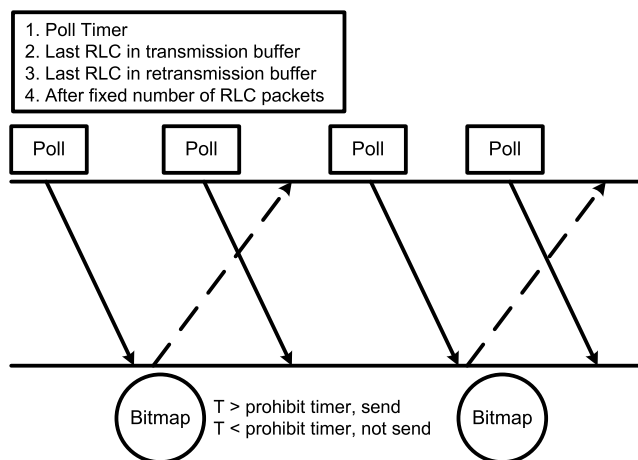 1. Poll Timer
2. Last RLC in transmission buffer
3. Last RLC in retransmission buffer
4. After fixed number of RLC packets
Poll
Poll
Poll
Poll
Bitmap
T > prohibit timer, send
T < prohibit timer, not send
Bitmap